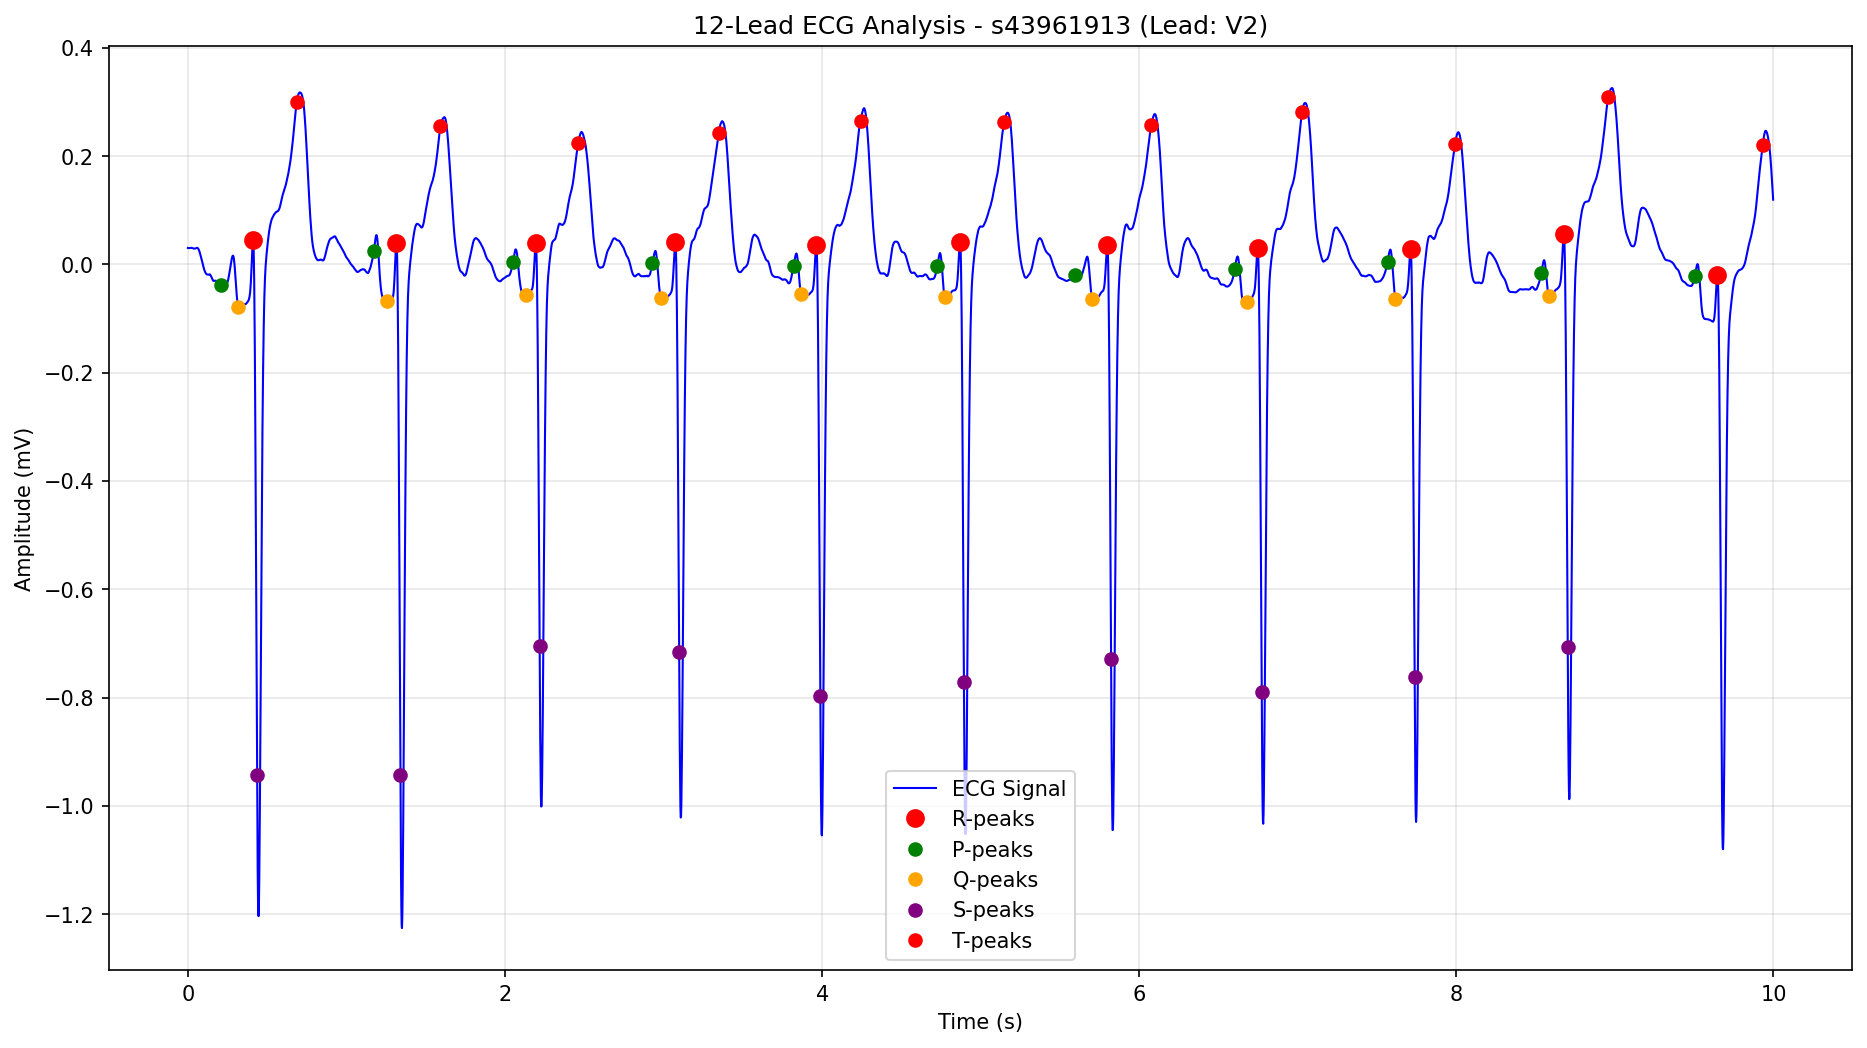 12-Lead ECG Analysis - s43961913 (Lead: V2)
0.4
0.2
0.0
−0.2
−0.4
−0.6
−0.8
−1.0
−1.2
Amplitude (mV)
ECG Signal
R-peaks
P-peaks
Q-peaks
S-peaks
T-peaks
0 2 4 6 8 10
Time (s)